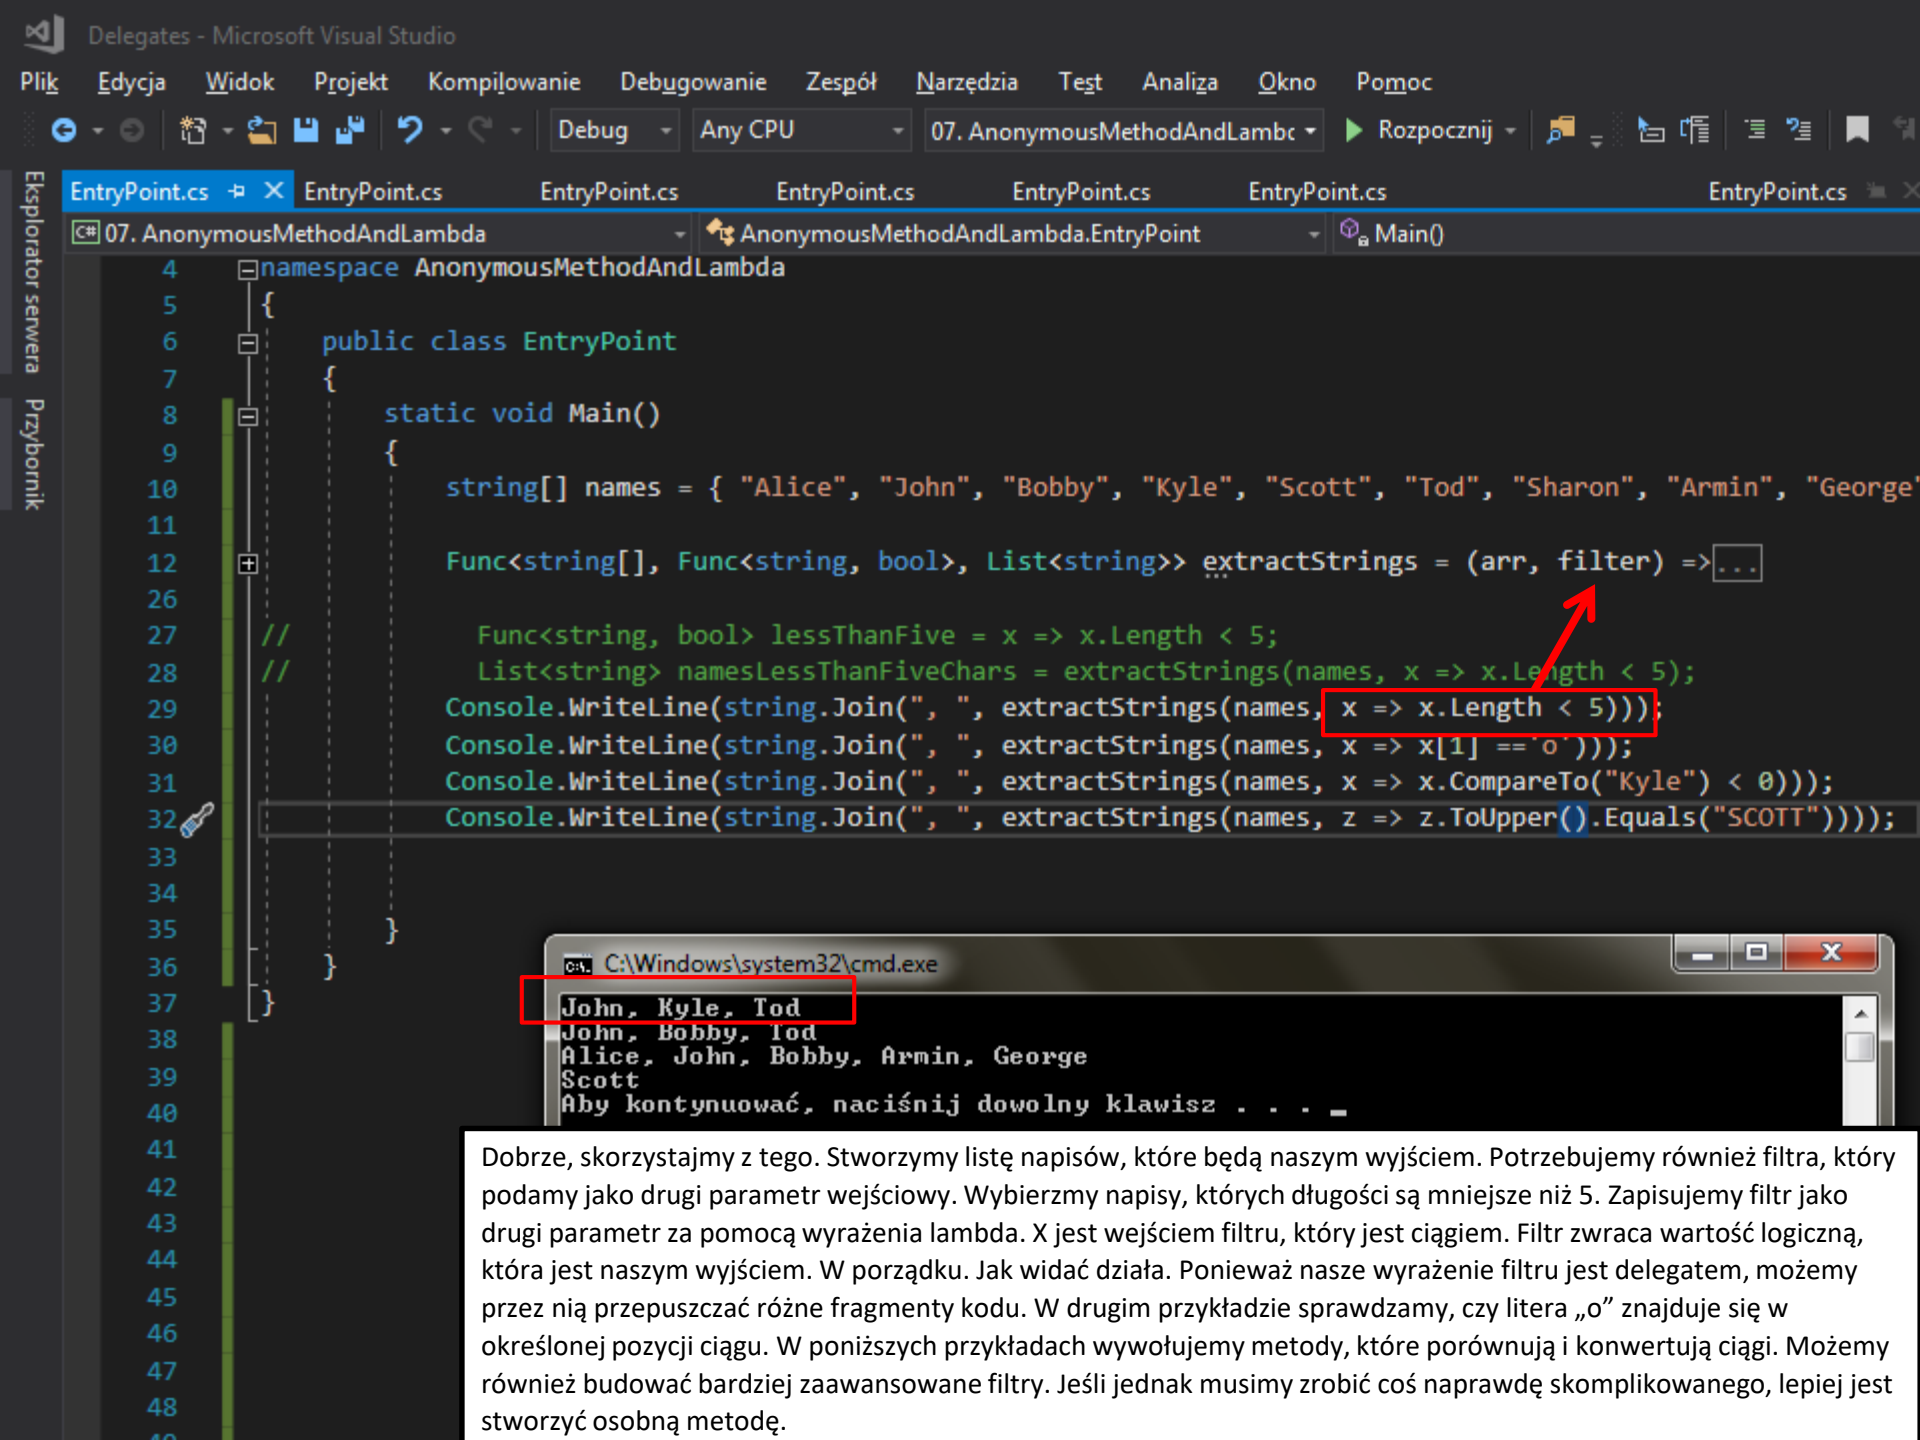 Delegates - Microsoft Visual Studio
Plik Edycja Widok Projekt Kompilowanie Debugowanie Zespół Narzędzia Test Analiza Okno Pomoc
Debug Any CPU 07. AnonymousMethodAndLambc Rozpocznij
EntryPoint.cs EntryPoint.cs EntryPoint.cs EntryPoint.cs EntryPoint.cs EntryPoint.cs EntryPoint.cs
C# 07. AnonymousMethodAndLambda AnonymousMethodAndLambda.EntryPoint Main()
Eksplorator serwera
Przybornik
4 namespace AnonymousMethodAndLambda
5 {
6 public class EntryPoint
7 {
8 static void Main()
9 {
10 string[] names = { "Alice", "John", "Bobby", "Kyle", "Scott", "Tod", "Sharon", "Armin", "George"
11
12 Func<string[], Func<string, bool>, List<string>> extractStrings = (arr, filter) =>...
26
27 // Func<string, bool> lessThanFive = x => x.Length < 5;
28 // List<string> namesLessThanFiveChars = extractStrings(names, x => x.Length < 5);
29 Console.WriteLine(string.Join(", ", extractStrings(names, x => x.Length < 5)));
30 Console.WriteLine(string.Join(", ", extractStrings(names, x => x[1] =='o')));
31 Console.WriteLine(string.Join(", ", extractStrings(names, x => x.CompareTo("Kyle") < 0)));
32 Console.WriteLine(string.Join(", ", extractStrings(names, z => z.ToUpper().Equals("SCOTT"))));
33
34
35 }
36 }
37 }
38
39
40
41
42
43
44
45
46
47
48
49
C:\Windows\system32\cmd.exe
John, Kyle, Tod
John, Bobby, Tod
Alice, John, Bobby, Armin, George
Scott
Aby kontynuować, naciśnij dowolny klawisz . . . _
Dobrze, skorzystajmy z tego. Stworzymy listę napisów, które będą naszym wyjściem. Potrzebujemy również filtra, który
podamy jako drugi parametr wejściowy. Wybierzmy napisy, których długości są mniejsze niż 5. Zapisujemy filtr jako
drugi parametr za pomocą wyrażenia lambda. X jest wejściem filtru, który jest ciągiem. Filtr zwraca wartość logiczną,
która jest naszym wyjściem. W porządku. Jak widać działa. Ponieważ nasze wyrażenie filtru jest delegatem, możemy
przez nią przepuszczać różne fragmenty kodu. W drugim przykładzie sprawdzamy, czy litera „o” znajduje się w
określonej pozycji ciągu. W poniższych przykładach wywołujemy metody, które porównują i konwertują ciągi. Możemy
również budować bardziej zaawansowane filtry. Jeśli jednak musimy zrobić coś naprawdę skomplikowanego, lepiej jest
stworzyć osobną metodę.